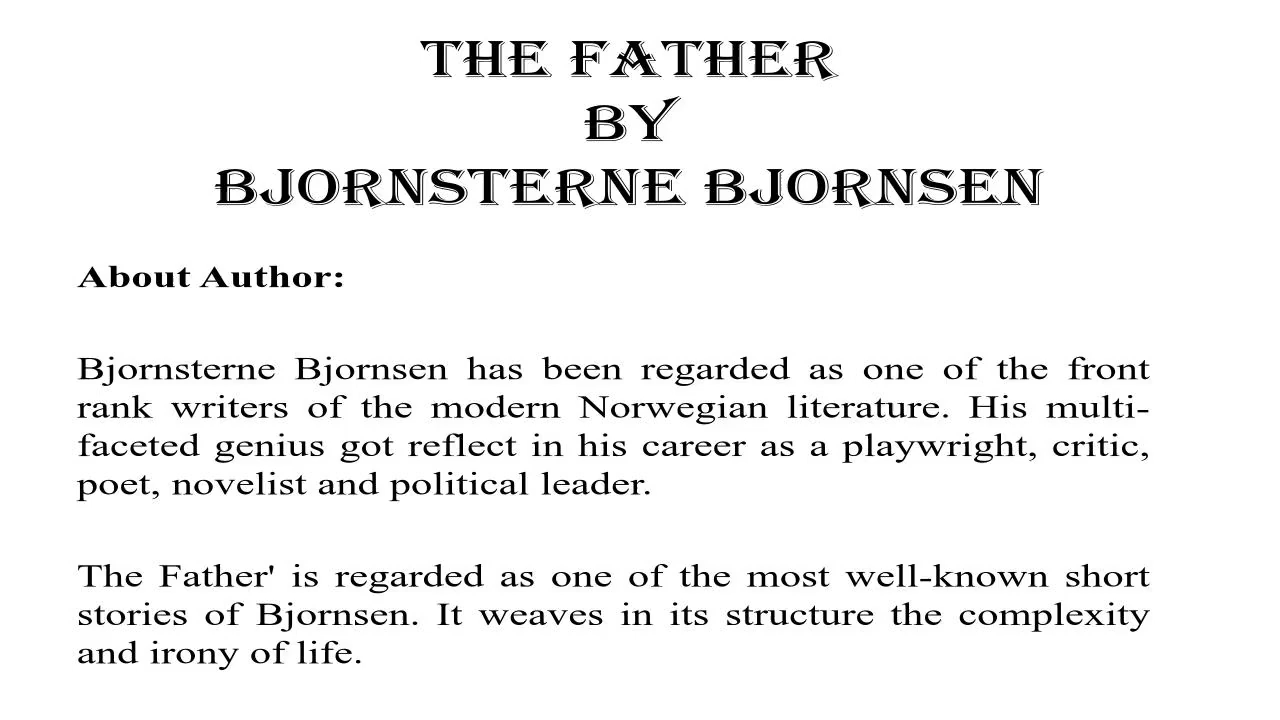 THE FATHER
BY
BJORNSTERNE BJORNSEN
About Author:
Bjornsterne Bjornsen has been regarded as one of the front
rank writers of the modern Norwegian literature. His multi-
faceted genius got reflect in his career as a playwright, critic,
poet, novelist and political leader.
The Father' is regarded as one of the most well-known short
stories of Bjornsen. It weaves in its structure the complexity
and irony of life.